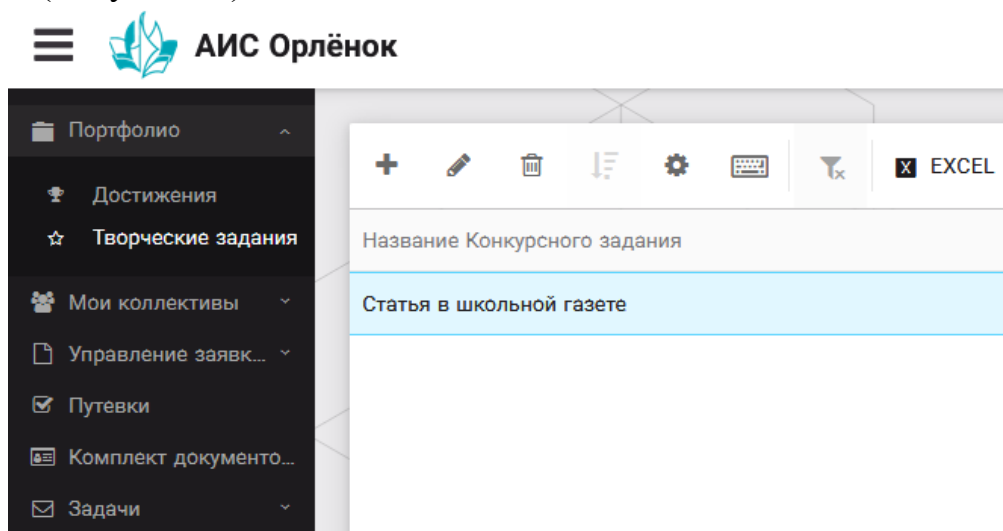 АИС Орлёнок
Портфолио
Достижения
Творческие задания
Мои коллективы
Управление заявк...
Путевки
Комплект документо...
Задачи
X EXCEL
Название Конкурсного задания
Статья в школьной газете